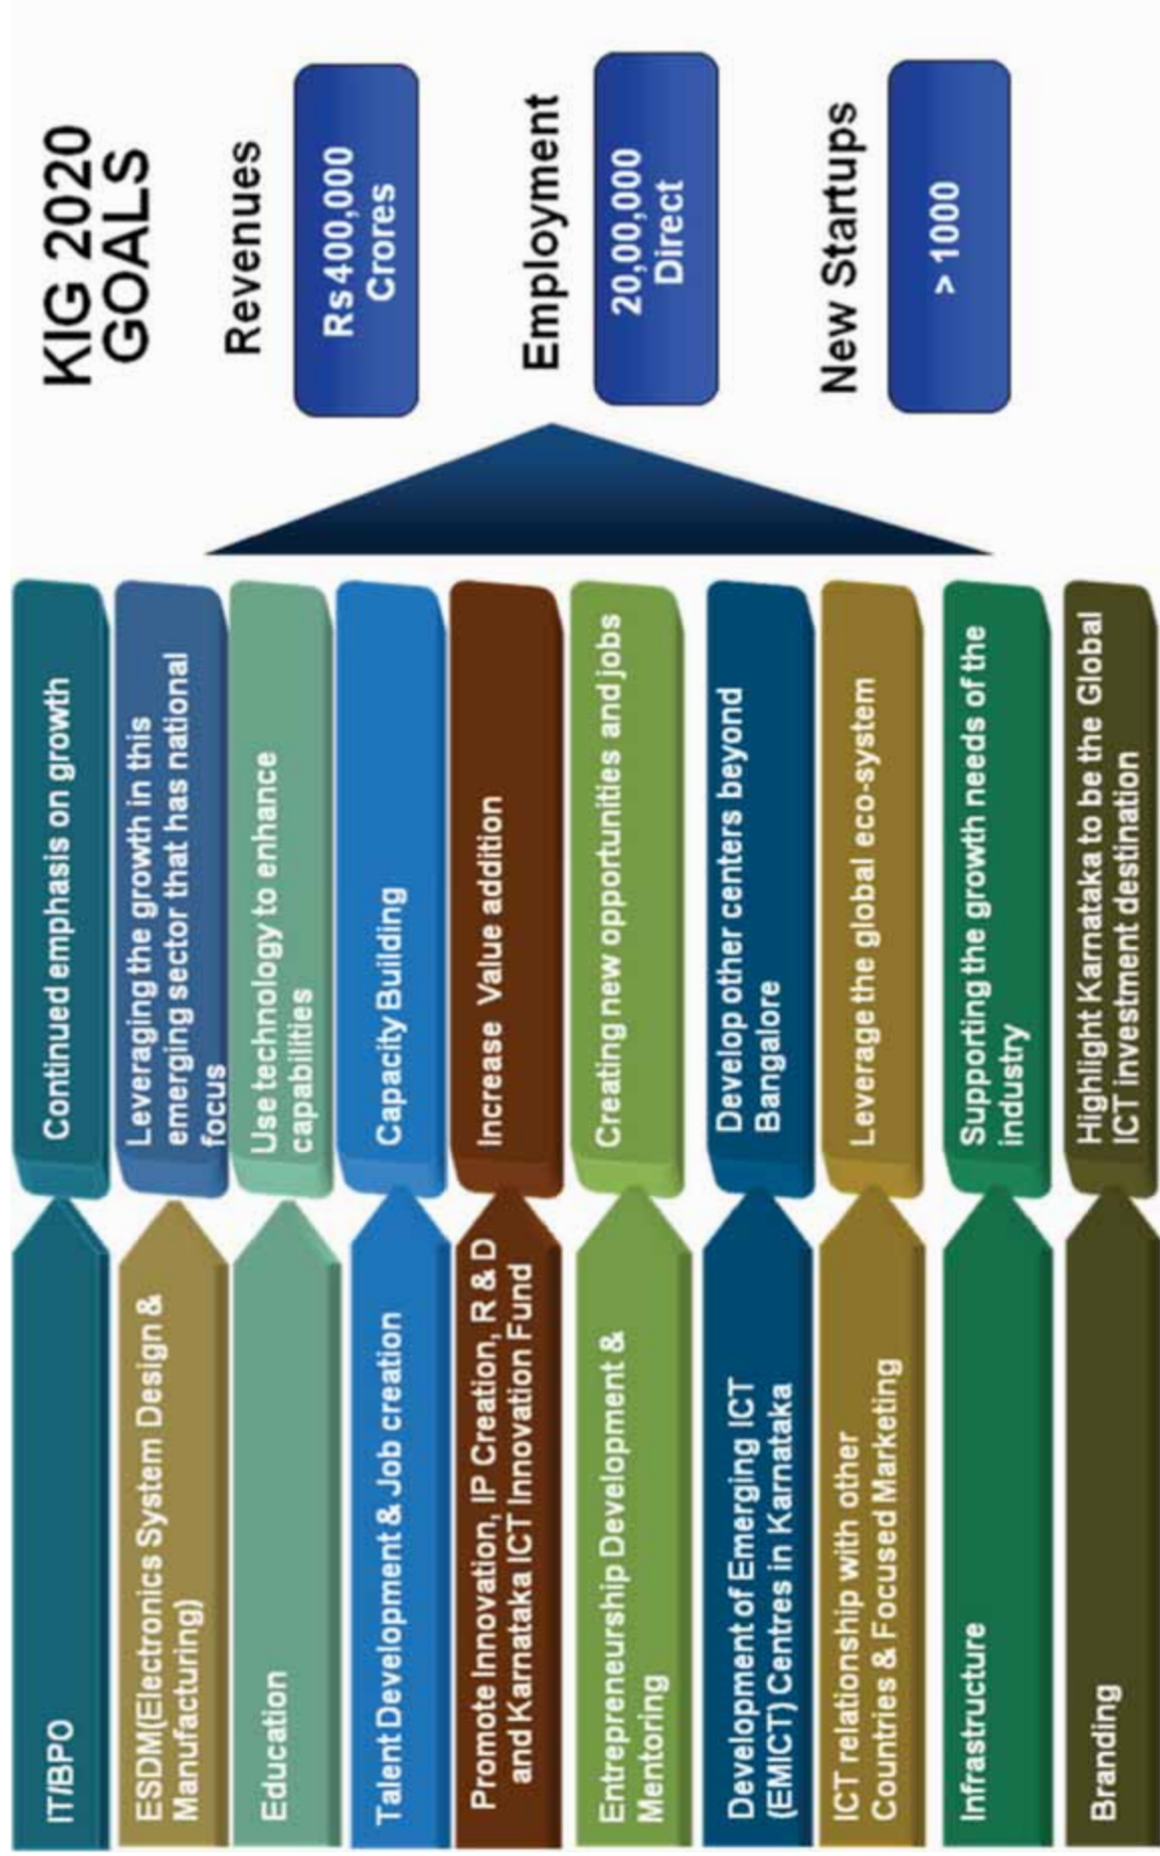 IT/BPO
Continued emphasis on growth
ESDM(Electronics System Design &
Manufacturing)
Leveraging the growth in this
emerging sector that has national
focus
Education
Use technology to enhance
capabilities
Talent Development & Job creation
Capacity Building
Promote Innovation, IP Creation, R & D
and Karnataka ICT Innovation Fund
Increase Value addition
Entrepreneurship Development &
Mentoring
Creating new opportunities and jobs
Development of Emerging ICT
(EMICT) Centres in Karnataka
Develop other centers beyond
Bangalore
ICT relationship with other
Countries & Focused Marketing
Leverage the global eco-system
Infrastructure
Supporting the growth needs of the
industry
Branding
Highlight Karnataka to be the Global
ICT investment destination
KIG 2020
GOALS
Revenues
Rs 400,000
Crores
Employment
20,00,000
Direct
New Startups
> 1000